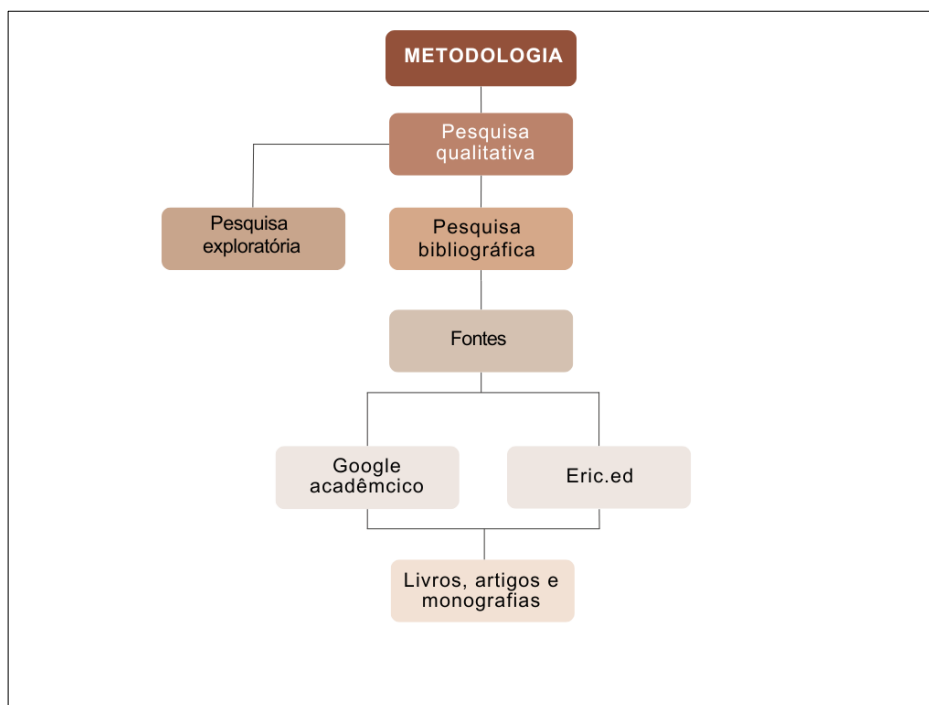 METODOLOGIA
Pesquisa
qualitativa
Pesquisa
exploratória
Pesquisa
bibliográfica
Fontes
Google
acadêmcico
Eric.ed
Livros, artigos e
monografias